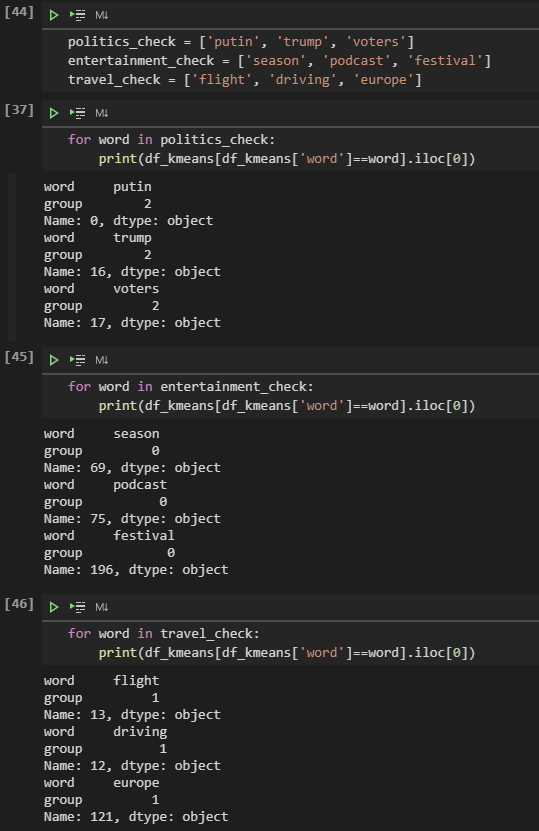 [44] M↓
politics_check = ['putin', 'trump', 'voters']
entertainment_check = ['season', 'podcast', 'festival']
travel_check = ['flight', 'driving', 'europe']
[37] M↓
for word in politics_check:
    print(df_kmeans[df_kmeans['word']==word].iloc[0])
word     putin
group        2
Name: 0, dtype: object
word     trump
group        2
Name: 16, dtype: object
word     voters
group         2
Name: 17, dtype: object
[45] M↓
for word in entertainment_check:
    print(df_kmeans[df_kmeans['word']==word].iloc[0])
word     season
group         0
Name: 69, dtype: object
word     podcast
group          0
Name: 75, dtype: object
word     festival
group           0
Name: 196, dtype: object
[46] M↓
for word in travel_check:
    print(df_kmeans[df_kmeans['word']==word].iloc[0])
word     flight
group         1
Name: 13, dtype: object
word     driving
group          1
Name: 12, dtype: object
word     europe
group         1
Name: 121, dtype: object